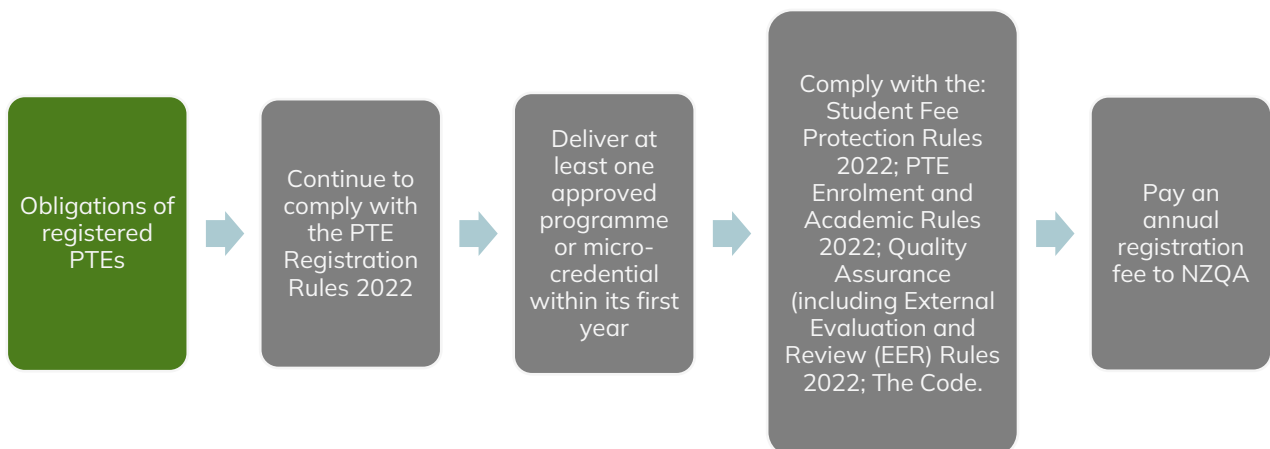 Obligations of
registered
PTEs
Continue to
comply with
the PTE
Registration
Rules 2022
Deliver at
least one
approved
programme
or micro-
credential
within its first
year
Comply with the:
Student Fee
Protection Rules
2022; PTE
Enrolment and
Academic Rules
2022; Quality
Assurance
(including External
Evaluation and
Review (EER) Rules
2022; The Code.
Pay an
annual
registration
fee to NZQA